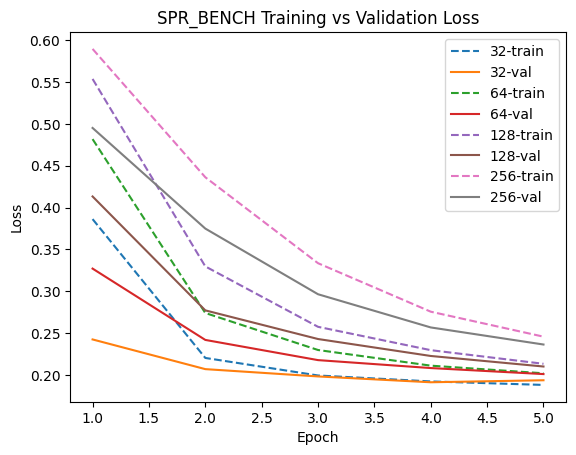 SPR_BENCH Training vs Validation Loss
0.60
0.55
0.50
0.45
0.40
0.35
0.30
0.25
0.20
Loss
32-train
32-val
64-train
64-val
128-train
128-val
256-train
256-val
1.0 1.5 2.0 2.5 3.0 3.5 4.0 4.5 5.0
Epoch